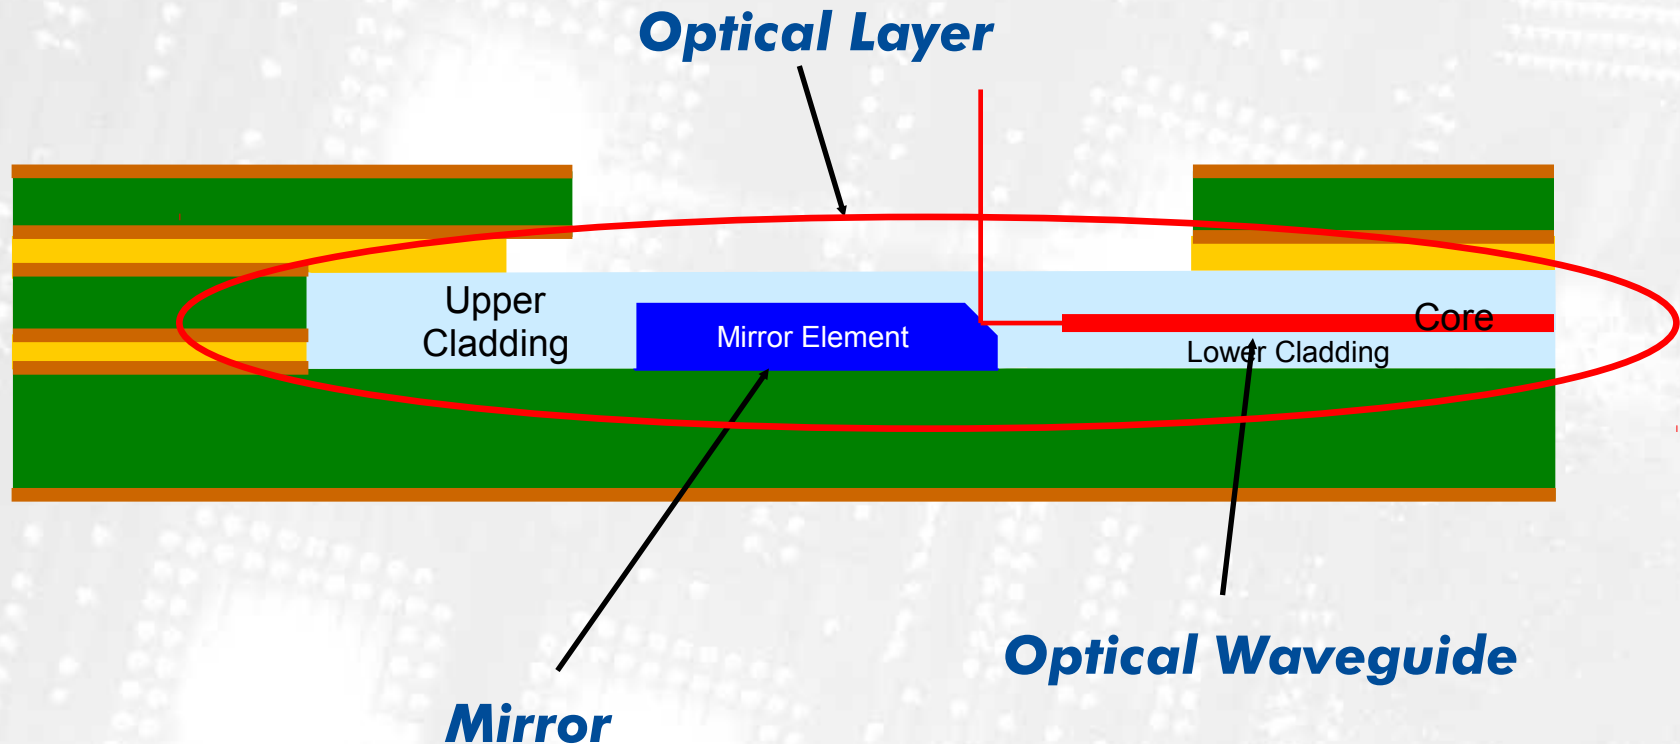 Optical Layer
Upper
Cladding
Mirror Element
Core
Lower Cladding
Optical Waveguide
Mirror